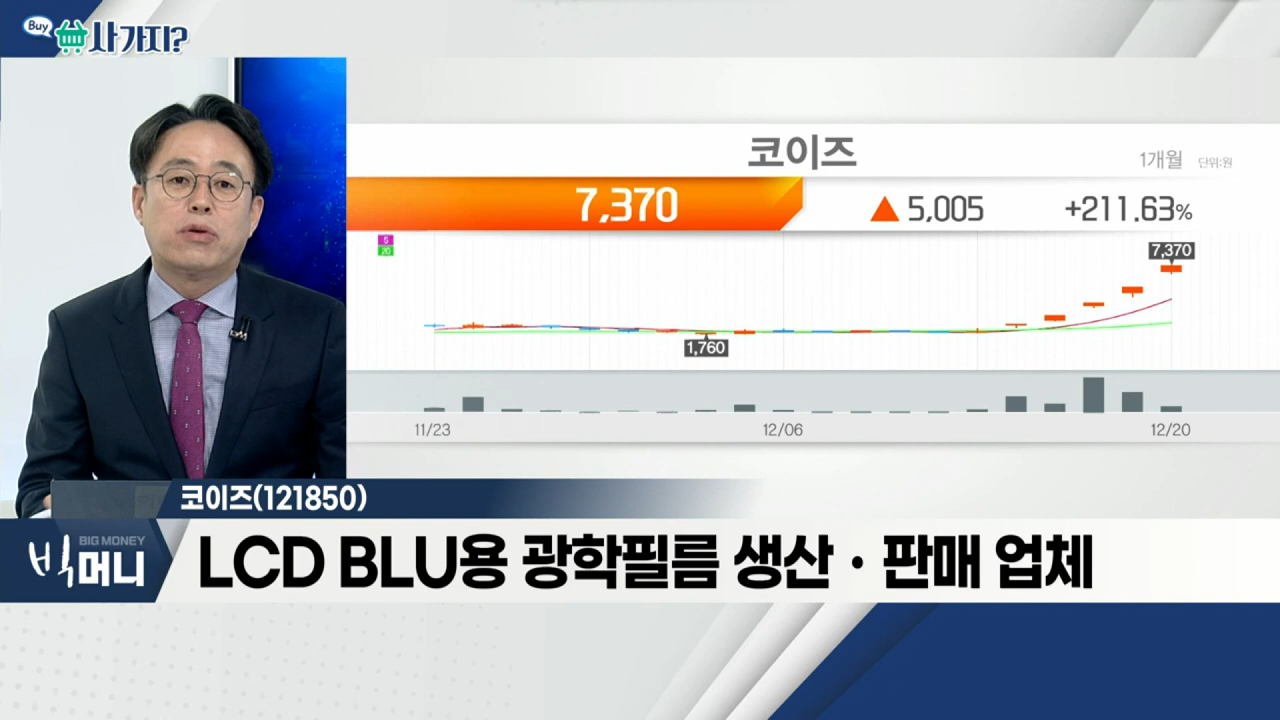 Buy
사 가지?
코이즈
1개월 단위:원
7,370 ▲ 5,005 +211.63%
5
20
7,370
1,760
11/23 12/06 12/20
코이즈(121850)
BIG MONEY
빅머니
LCD BLU용 광학필름 생산·판매 업체